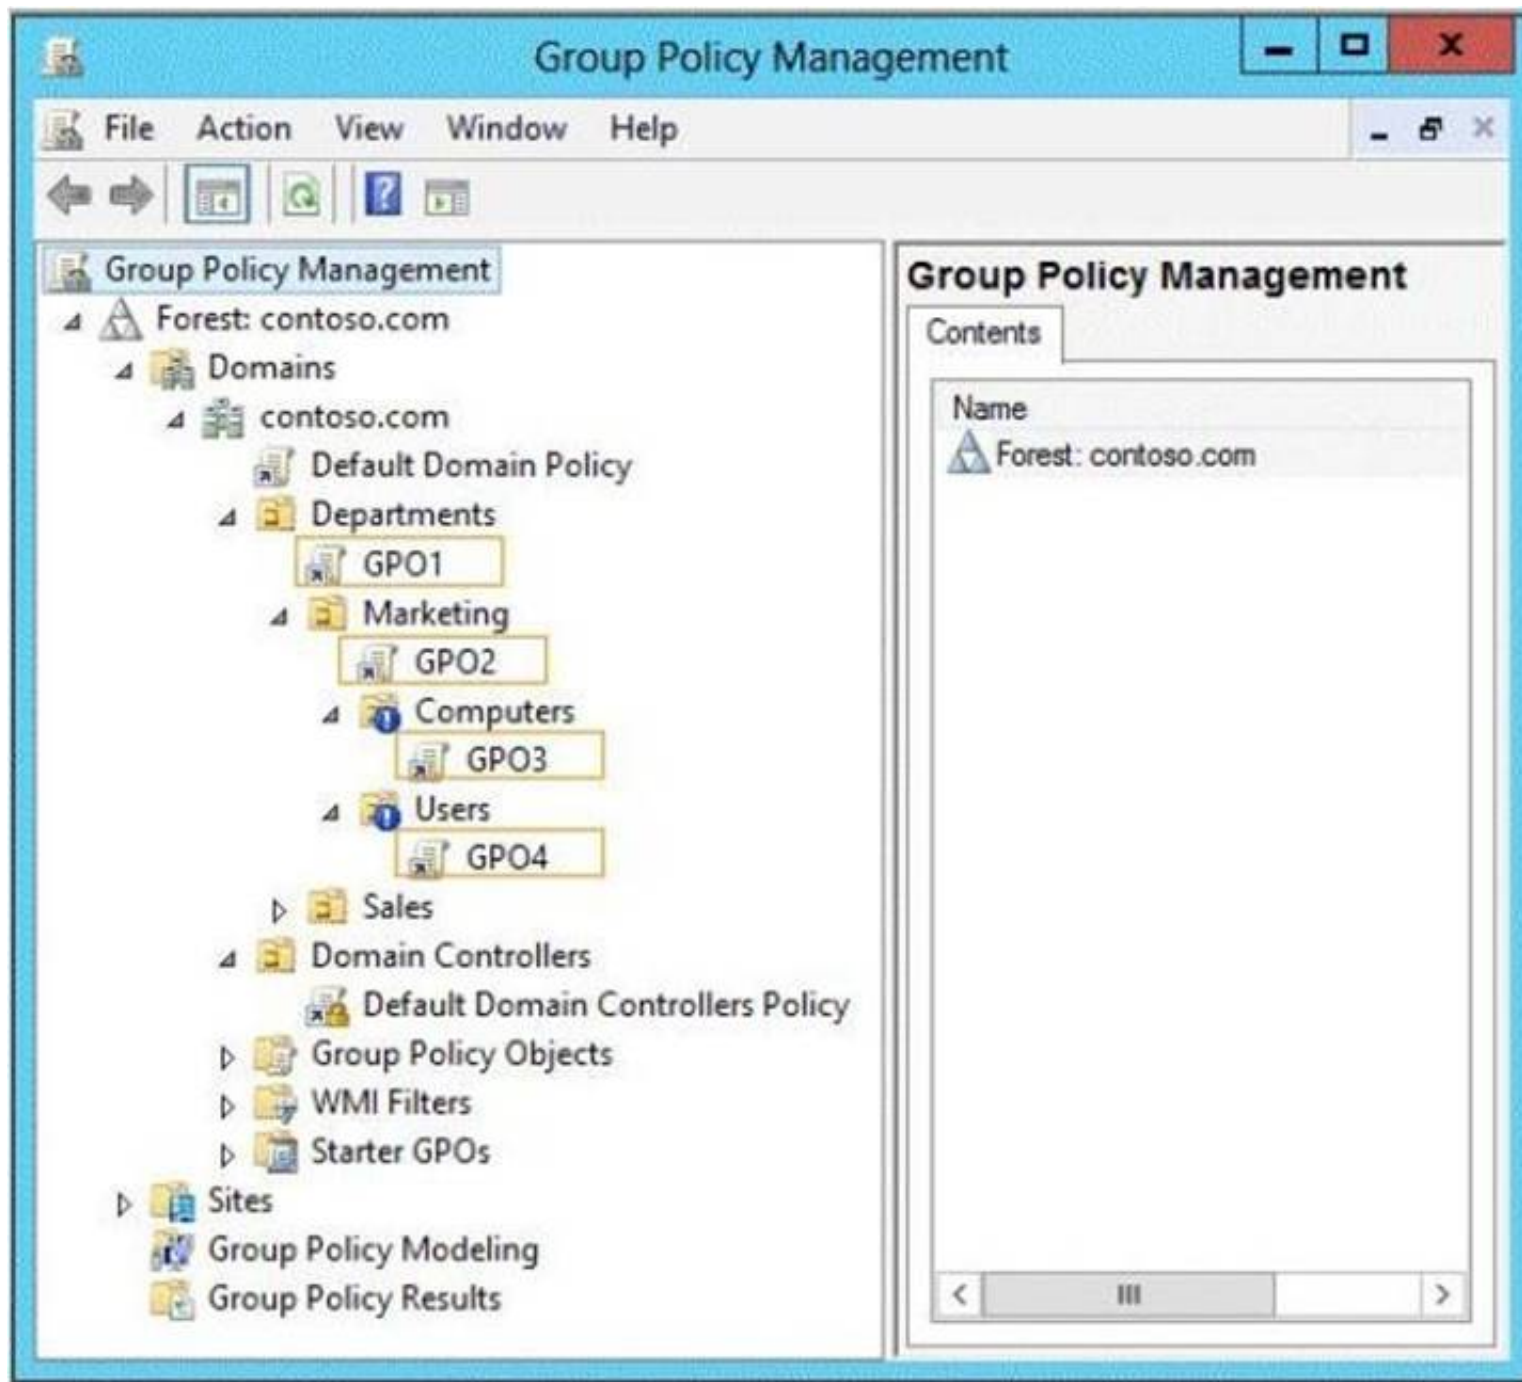 Group Policy Management
File Action View Window Help
Group Policy Management
Forest: contoso.com
Domains
contoso.com
Default Domain Policy
Departments
GPO1
Marketing
GPO2
Computers
GPO3
Users
GPO4
Sales
Domain Controllers
Default Domain Controllers Policy
Group Policy Objects
WMI Filters
Starter GPOs
Sites
Group Policy Modeling
Group Policy Results
Group Policy Management
Contents
Name
Forest: contoso.com